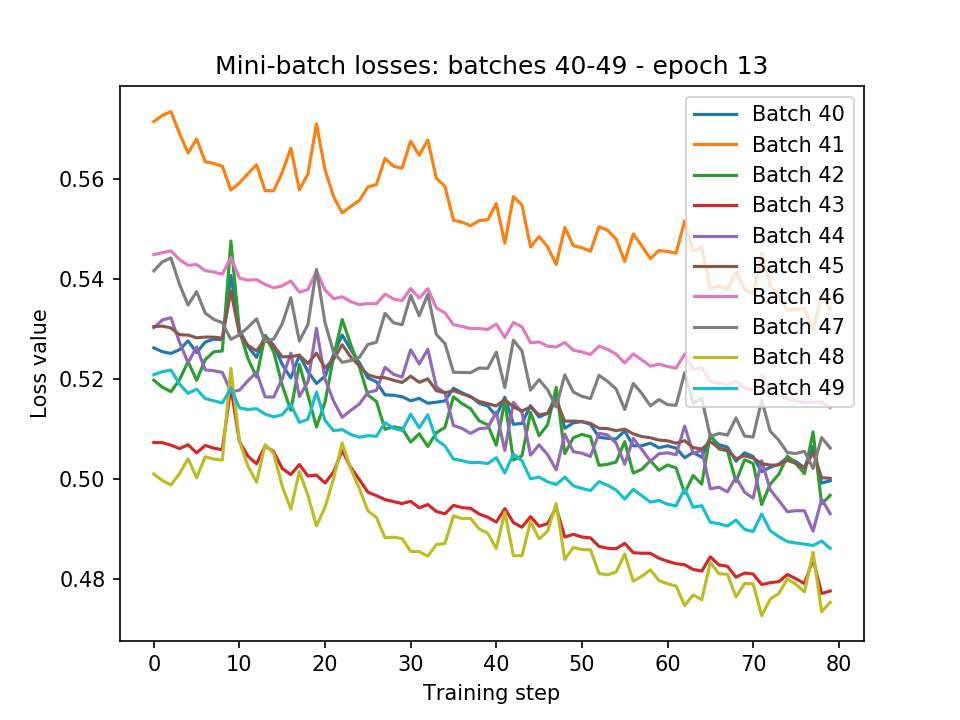 Mini-batch losses: batches 40-49 - epoch 13
Loss value
0.56
0.54
0.52
0.50
0.48
0 10 20 30 40 50 60 70 80
Training step
Batch 40
Batch 41
Batch 42
Batch 43
Batch 44
Batch 45
Batch 46
Batch 47
Batch 48
Batch 49